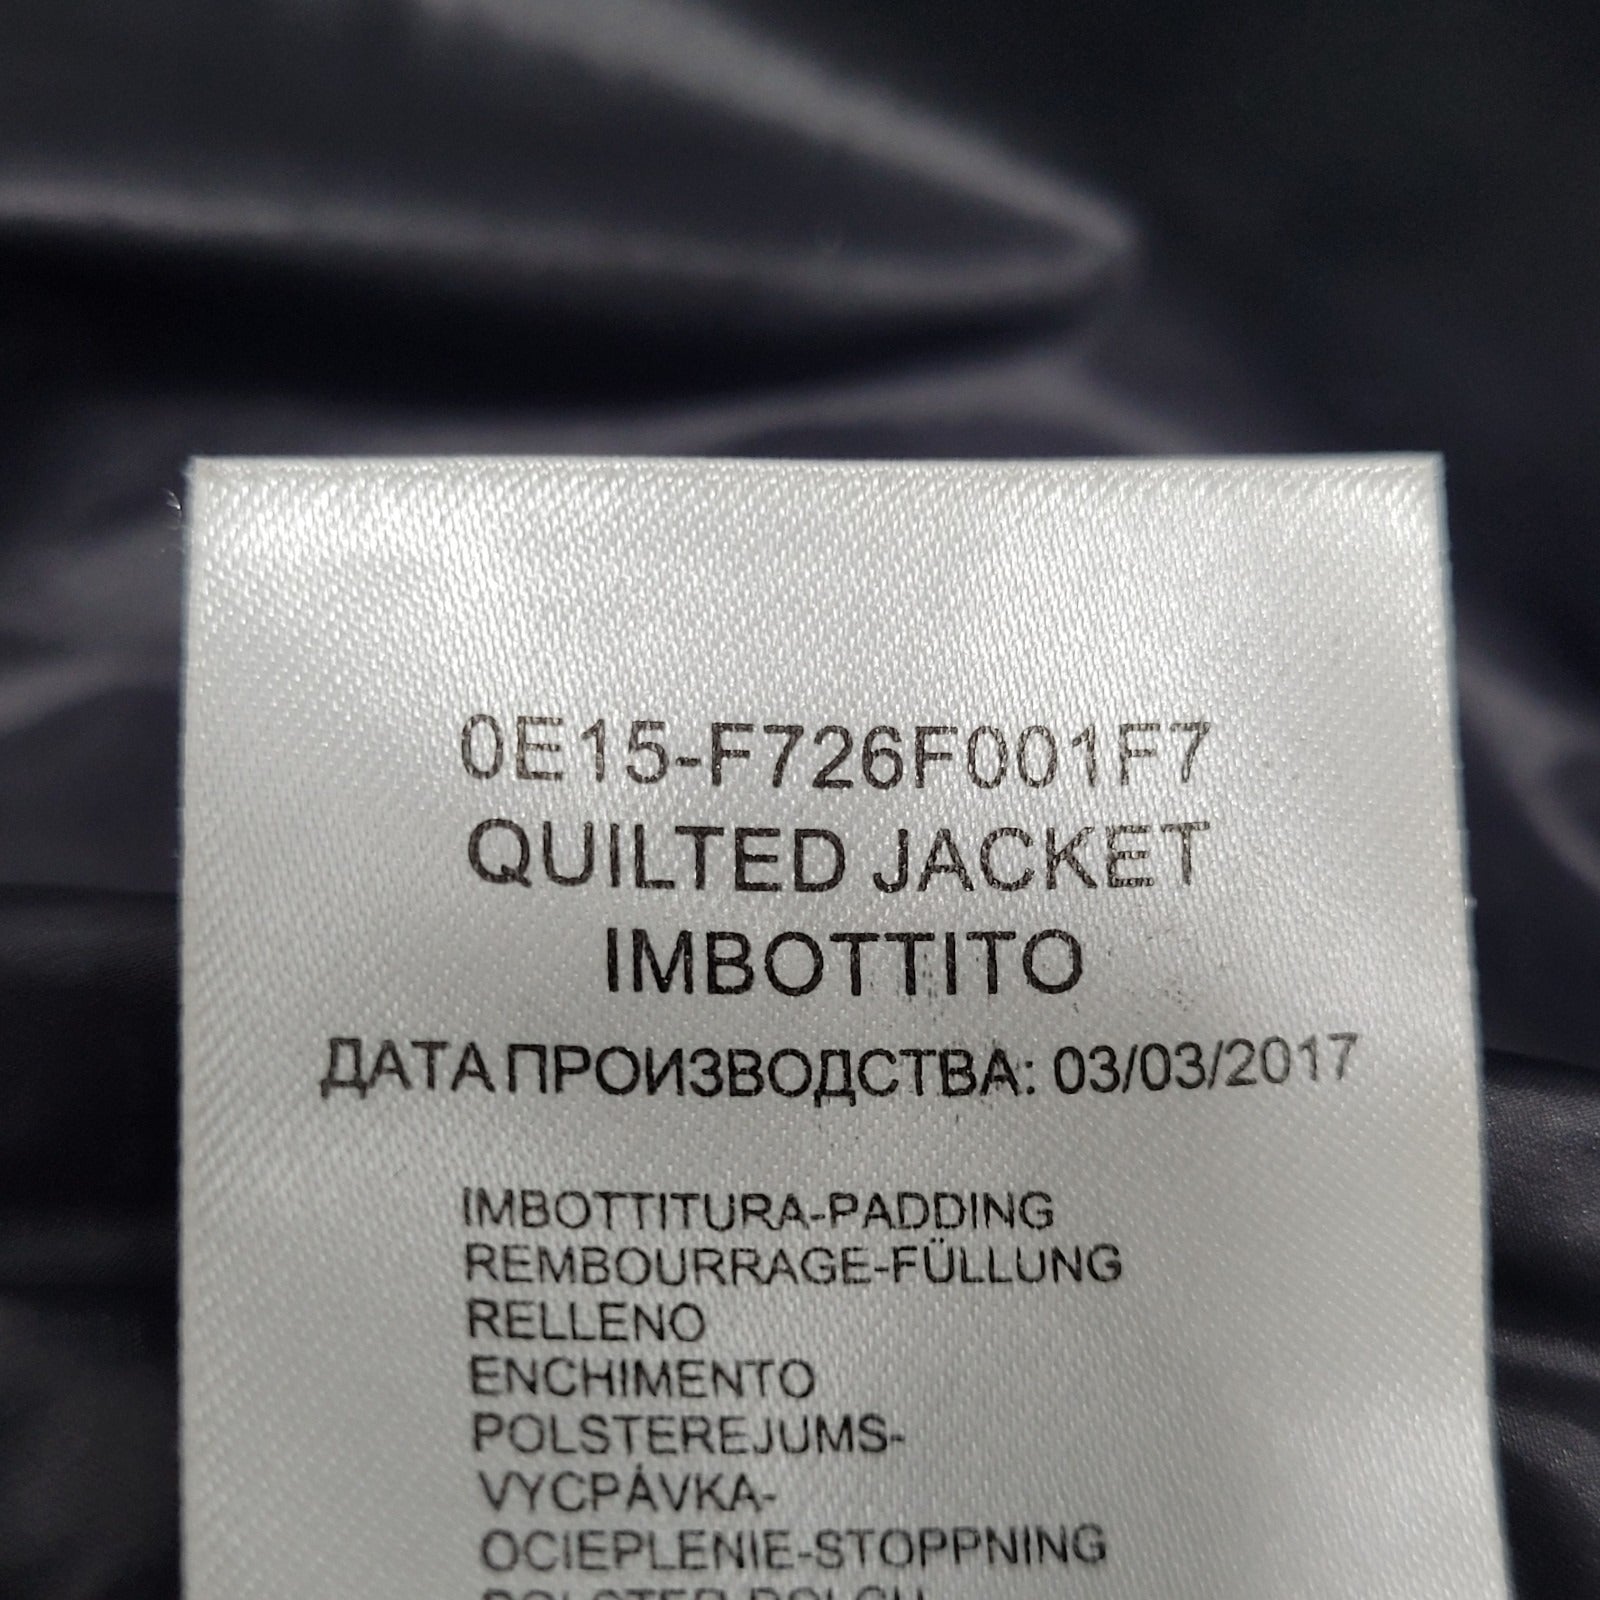 0E15-F726F001F7
QUILTED JACKET
IMBOTTITO
ДАТА ПРОИЗВОДСТВА: 03/03/2017
IMBOTTITURA-PADDING
REMBOURRAGE-FÜLLUNG
RELLENO
ENCHIMENTO
POLSTEREJUMS-
VYCPÁVKA-
OCIEPLENIE-STOPPNING